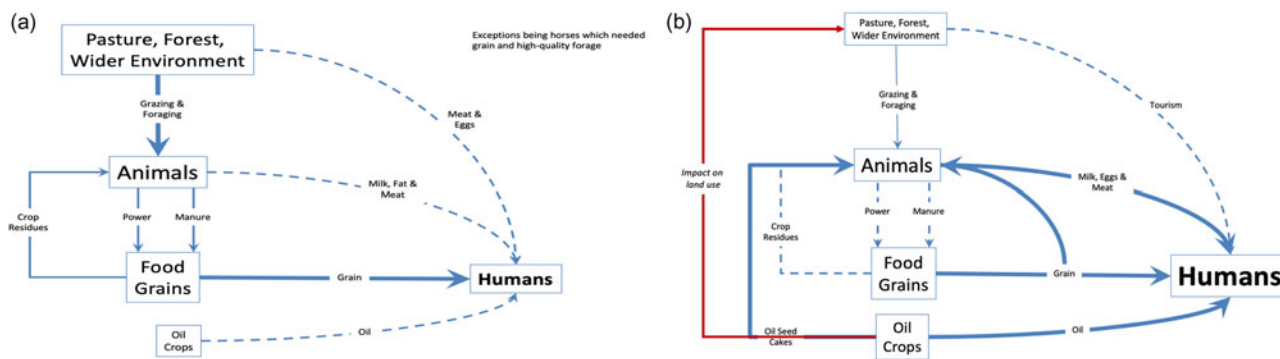 (a)
Pasture, Forest,
Wider Environment
Exceptions being horses which needed
grain and high-quality forage
Grazing &
Foraging
Meat &
Eggs
Animals
Milk, Fat &
Meat
Crop
Residues
Power
Manure
Food
Grains
Grain
Humans
Oil
Crops
Oil
(b)
Pasture, Forest,
Wider Environment
Grazing &
Foraging
Tourism
Impact on
land use
Animals
Milk, Eggs &
Meat
Power
Manure
Crop
Residues
Food
Grains
Grain
Humans
Oil Seed
Cakes
Oil
Crops
Oil